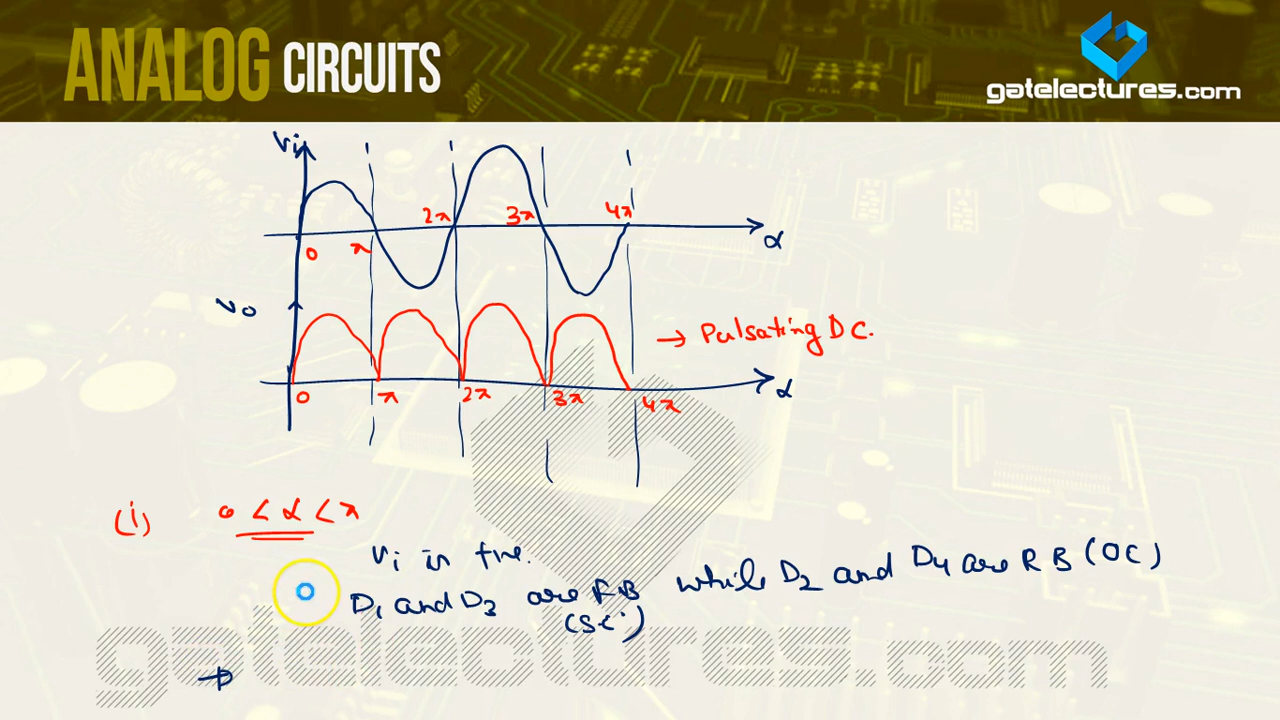 ANALOG CIRCUITS
gatelectures.com
Vi
2π 3π 4π
0 π
α
Vo
→ Pulsating DC.
0 π 2π 3π 4π
α
(i) 0 < α < π
Vi is +ve.
D1 and D3 are FB while D2 and D4 are RB (OC)
(SC)
gatelectures.com